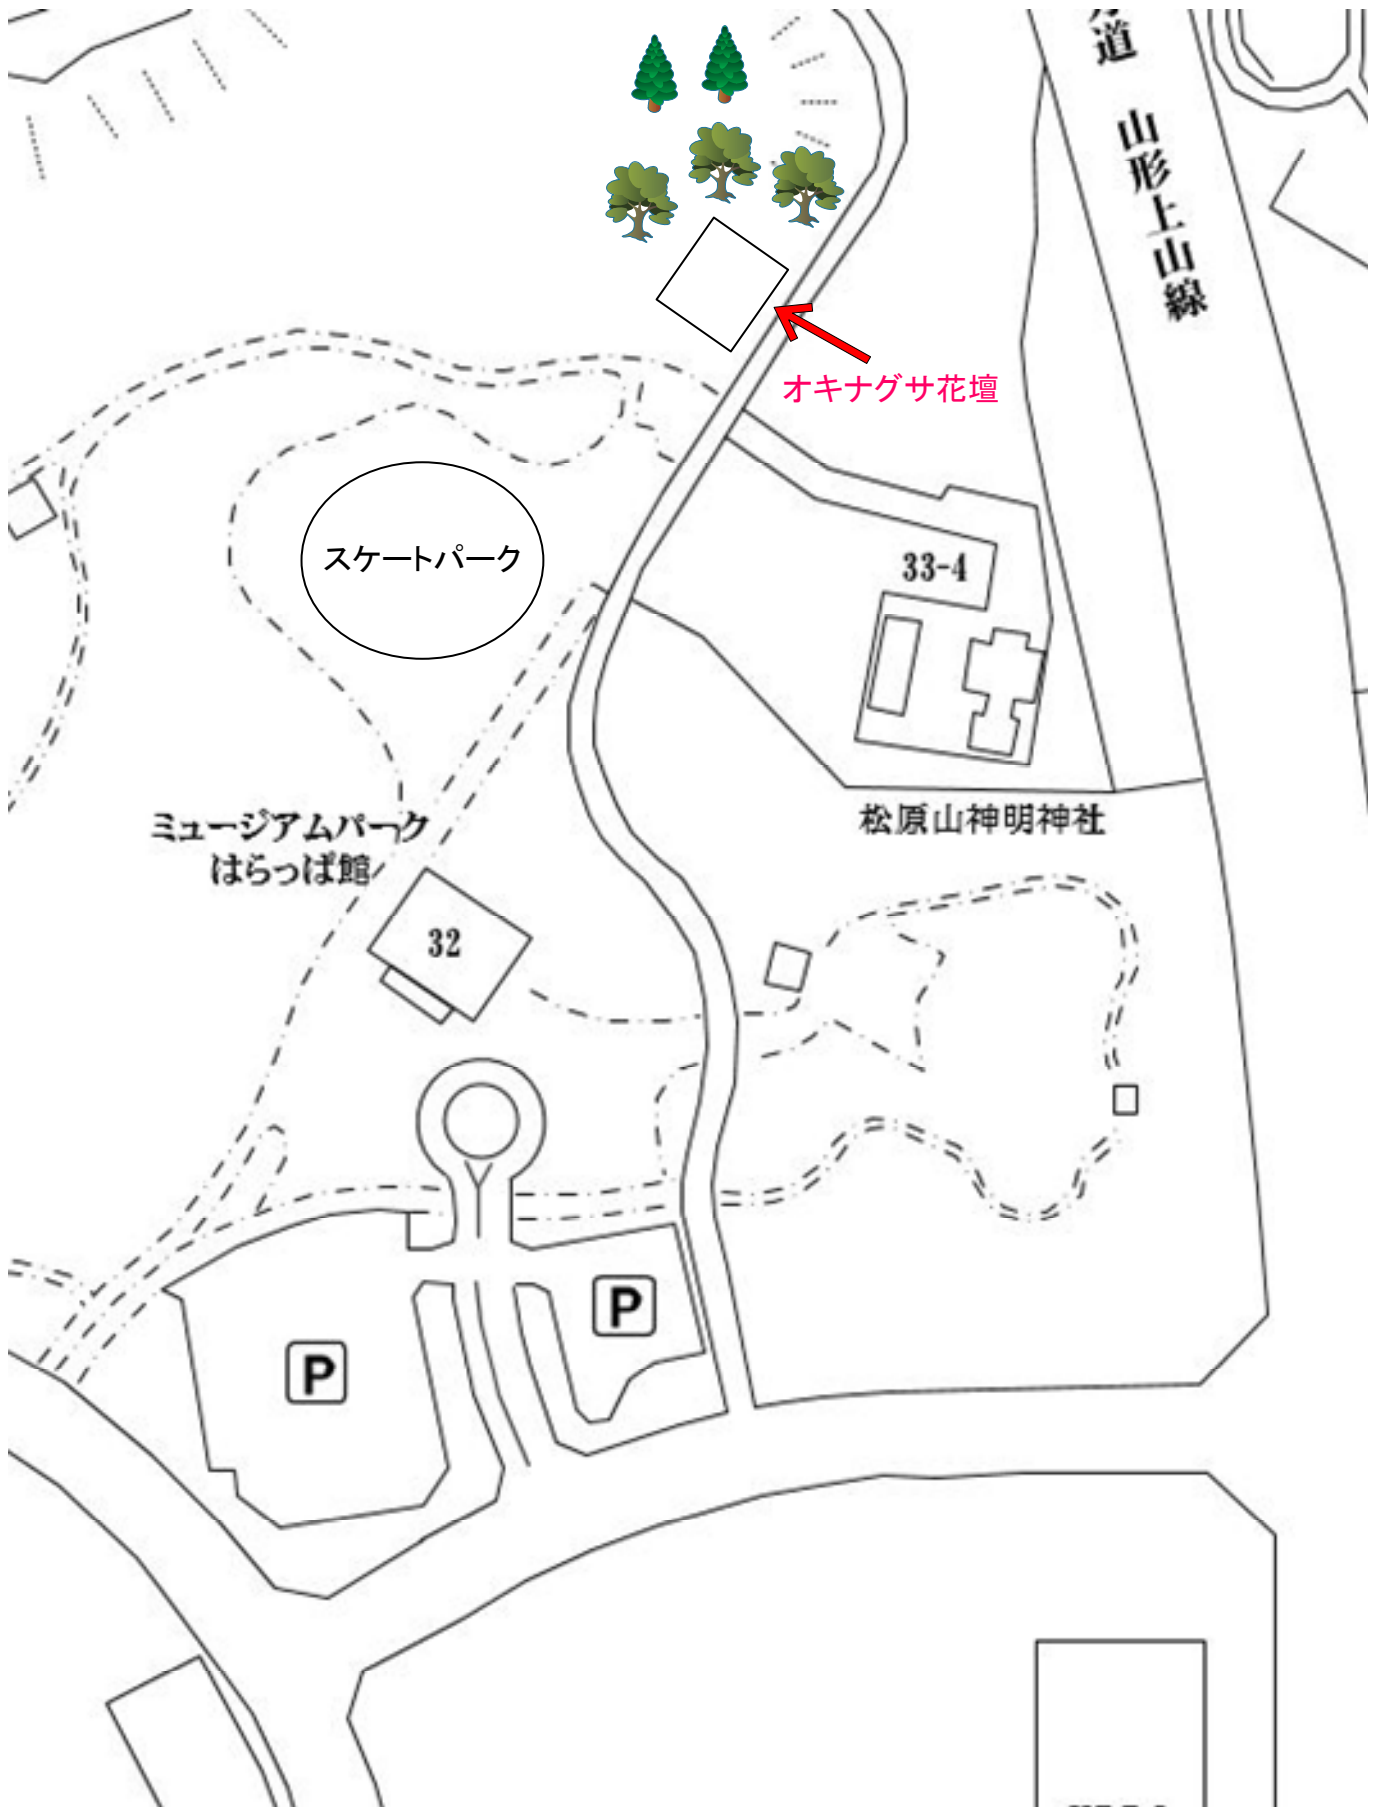 道 山形上山線
オキナグサ花壇
スケートパーク
33-4
ミュージアムパーク
はらっぱ館
松原山神明神社
32
P
P